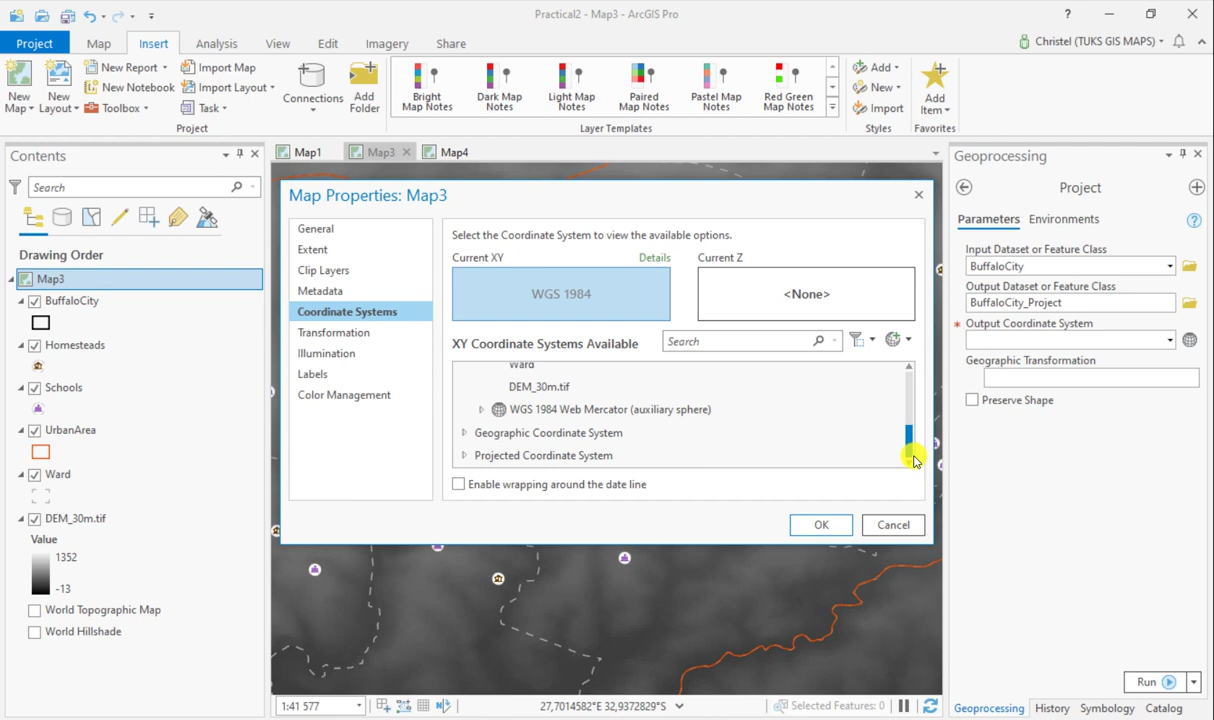 Practical2 - Map3 - ArcGIS Pro
?
Project Map Insert Analysis View Edit Imagery Share
Christel (TUKS GIS MAPS)
New Map
New Layout
New Report
New Notebook
Toolbox
Import Map
Import Layout
Task
Connections
Add Folder
Project
Bright Map Notes
Dark Map Notes
Light Map Notes
Paired Map Notes
Pastel Map Notes
Red Green Map Notes
Layer Templates
Add
New
Import
Styles
Add Item
Favorites
Contents
Search
Drawing Order
Map3
BuffaloCity
Homesteads
Schools
UrbanArea
Ward
DEM_30m.tif
Value
1352
-13
World Topographic Map
World Hillshade
Map1
Map3
Map4
Map Properties: Map3
General
Extent
Clip Layers
Metadata
Coordinate Systems
Transformation
Illumination
Labels
Color Management
Select the Coordinate System to view the available options.
Current XY Details Current Z
WGS 1984
<None>
XY Coordinate Systems Available
Search
Ward
DEM_30m.tif
WGS 1984 Web Mercator (auxiliary sphere)
Geographic Coordinate System
Projected Coordinate System
Enable wrapping around the date line
OK Cancel
1:41 577
27,7014582°E 32,9372829°S
Selected Features: 0
Geoprocessing
Project
Parameters Environments
?
Input Dataset or Feature Class
BuffaloCity
Output Dataset or Feature Class
BuffaloCity_Project
* Output Coordinate System
Geographic Transformation
Preserve Shape
Run
Geoprocessing History Symbology Catalog